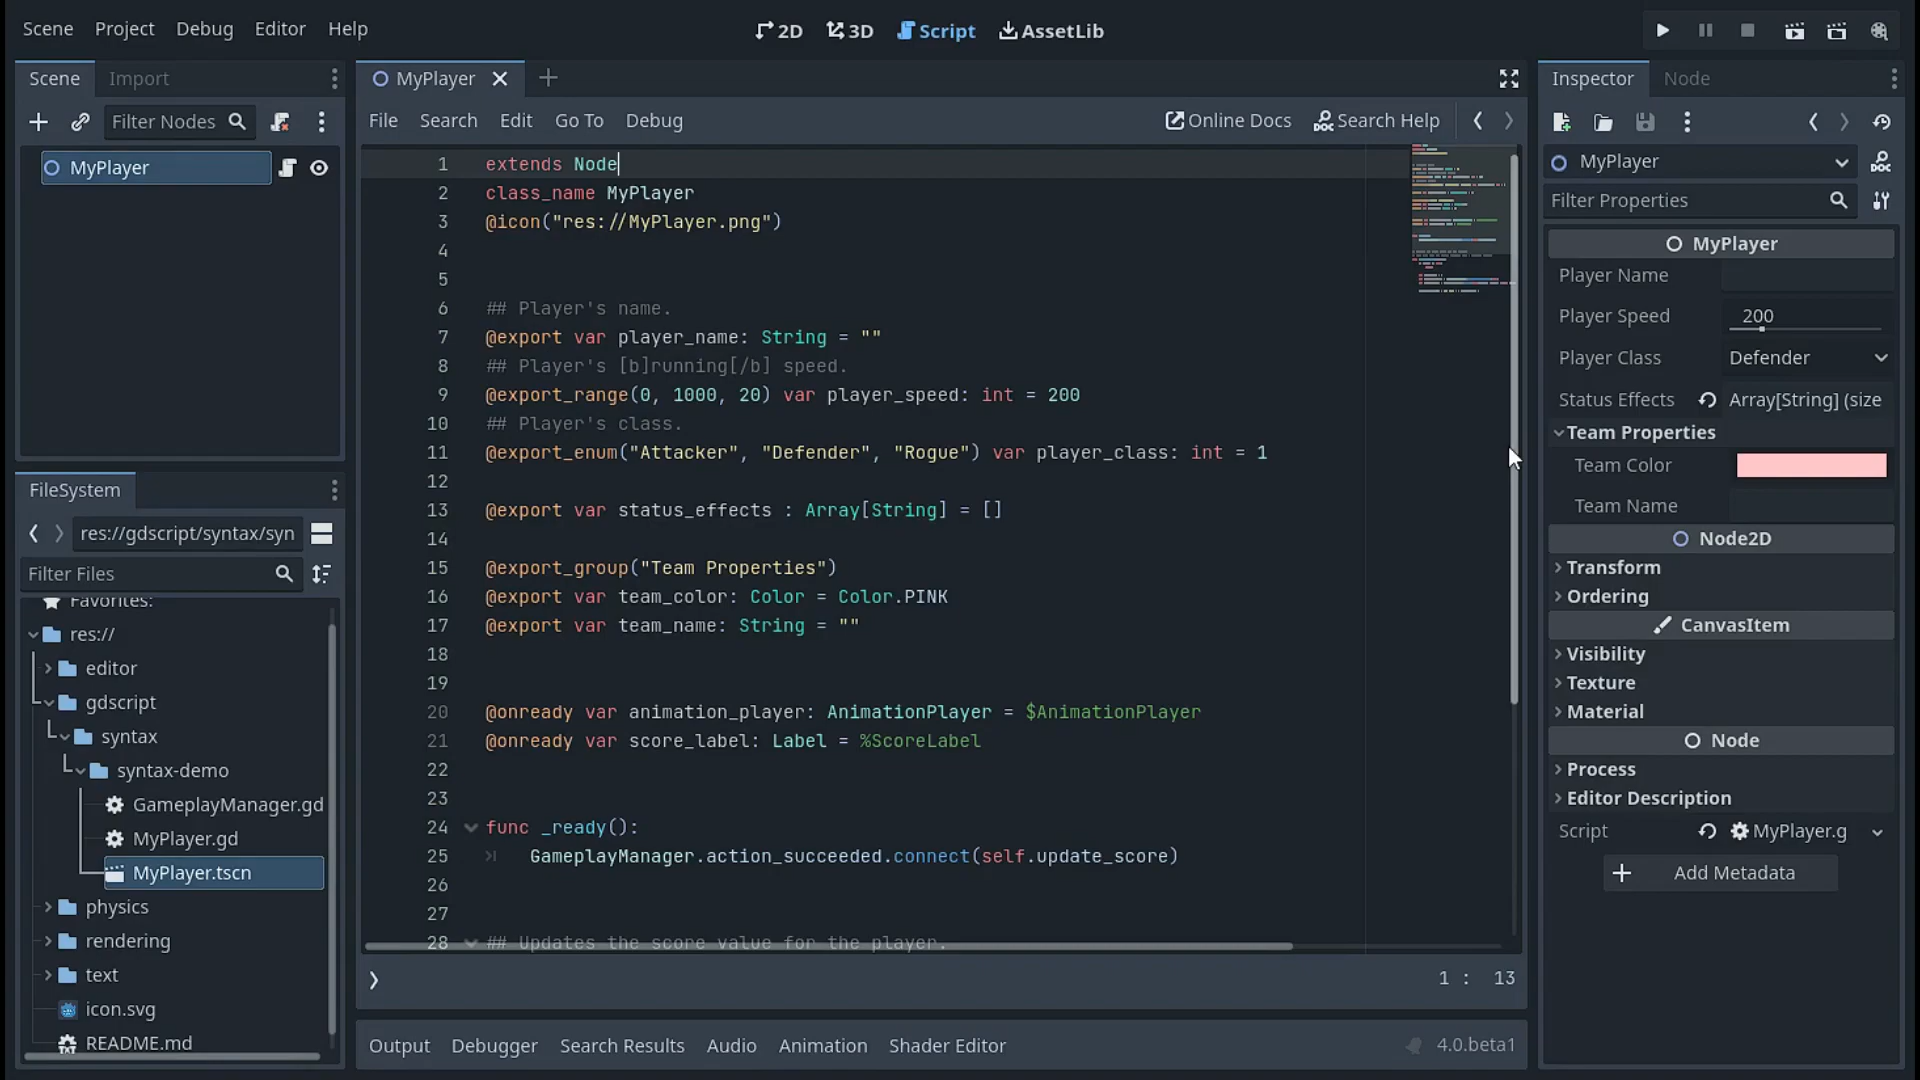 Scene Project Debug Editor Help
2D 3D Script AssetLib
Scene Import
Filter Nodes
MyPlayer
FileSystem
res://gdscript/syntax/syn
Filter Files
Favorites:
res://
editor
gdscript
syntax
syntax-demo
GameplayManager.gd
MyPlayer.gd
MyPlayer.tscn
physics
rendering
text
icon.svg
README.md
MyPlayer
File Search Edit Go To Debug
Online Docs Search Help
1 extends Node
2 class_name MyPlayer
3 @icon("res://MyPlayer.png")
4
5
6 ## Player's name.
7 @export var player_name: String = ""
8 ## Player's [b]running[/b] speed.
9 @export_range(0, 1000, 20) var player_speed: int = 200
10 ## Player's class.
11 @export_enum("Attacker", "Defender", "Rogue") var player_class: int = 1
12
13 @export var status_effects : Array[String] = []
14
15 @export_group("Team Properties")
16 @export var team_color: Color = Color.PINK
17 @export var team_name: String = ""
18
19
20 @onready var animation_player: AnimationPlayer = $AnimationPlayer
21 @onready var score_label: Label = %ScoreLabel
22
23
24 func _ready():
25 GameplayManager.action_succeeded.connect(self.update_score)
26
27
28 ## Updates the score value for the player.
1 : 13
Output Debugger Search Results Audio Animation Shader Editor
4.0.beta1
Inspector Node
MyPlayer
Filter Properties
MyPlayer
Player Name
Player Speed 200
Player Class Defender
Status Effects Array[String] (size
Team Properties
Team Color
Team Name
Node2D
Transform
Ordering
CanvasItem
Visibility
Texture
Material
Node
Process
Editor Description
Script MyPlayer.g
Add Metadata